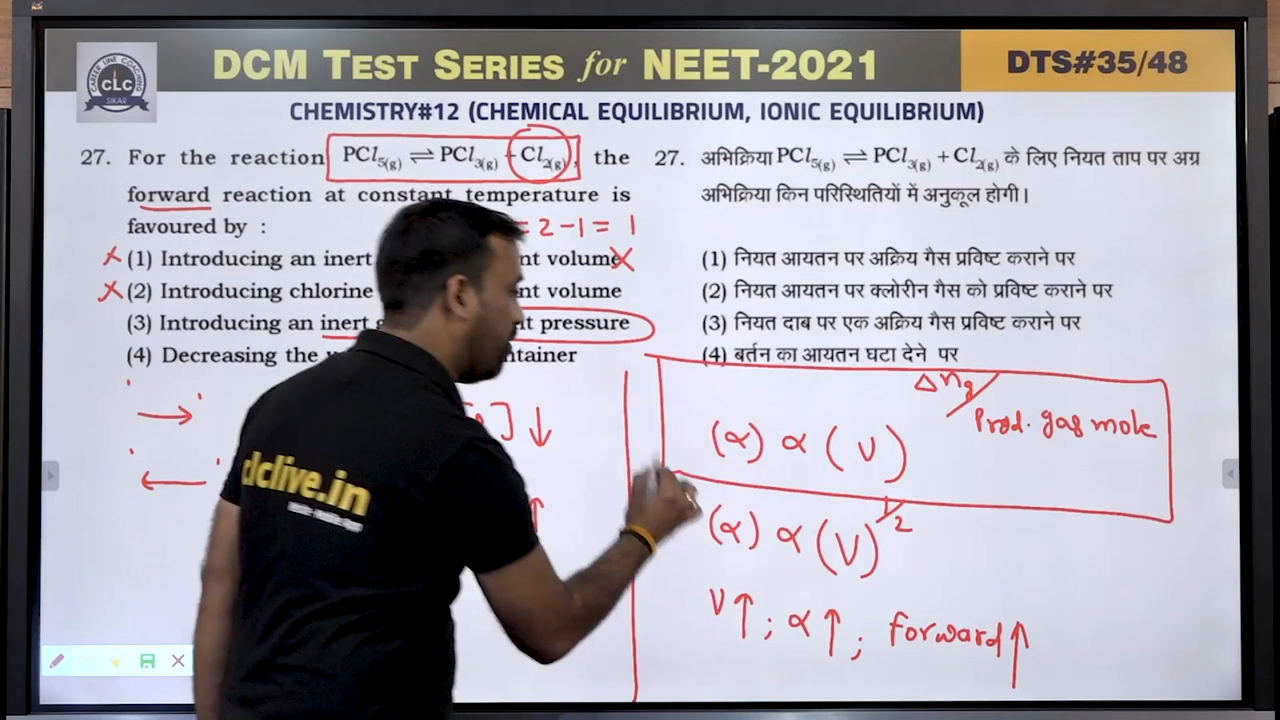 DCM TEST SERIES for NEET-2021
DTS#35/48
CAREER LINE COACHING
CLC
SIKAR
CHEMISTRY#12 (CHEMICAL EQUILIBRIUM, IONIC EQUILIBRIUM)
27. For the reaction PCl5(g) ⇌ PCl3(g) + Cl2(g), the
forward reaction at constant temperature is
favoured by :
= 2 - 1 = 1
(1) Introducing an inert nt volume
(2) Introducing chlorine nt volume
(3) Introducing an inert g t pressure
(4) Decreasing the ntainer
27. अभिक्रिया PCl5(g) ⇌ PCl3(g) + Cl2(g) के लिए नियत ताप पर अग्र
अभिक्रिया किन परिस्थितियों में अनुकूल होगी।
(1) नियत आयतन पर अक्रिय गैस प्रविष्ट कराने पर
(2) नियत आयतन पर क्लोरीन गैस को प्रविष्ट कराने पर
(3) नियत दाब पर एक अक्रिय गैस प्रविष्ट कराने पर
(4) बर्तन का आयतन घटा देने पर
→
] ↓
←
↑
(α) ∝ (V) Δng/Prod. gas mole
(α) ∝ (V) 1/2
V↑ ; α↑ ; forward↑
clclive.in